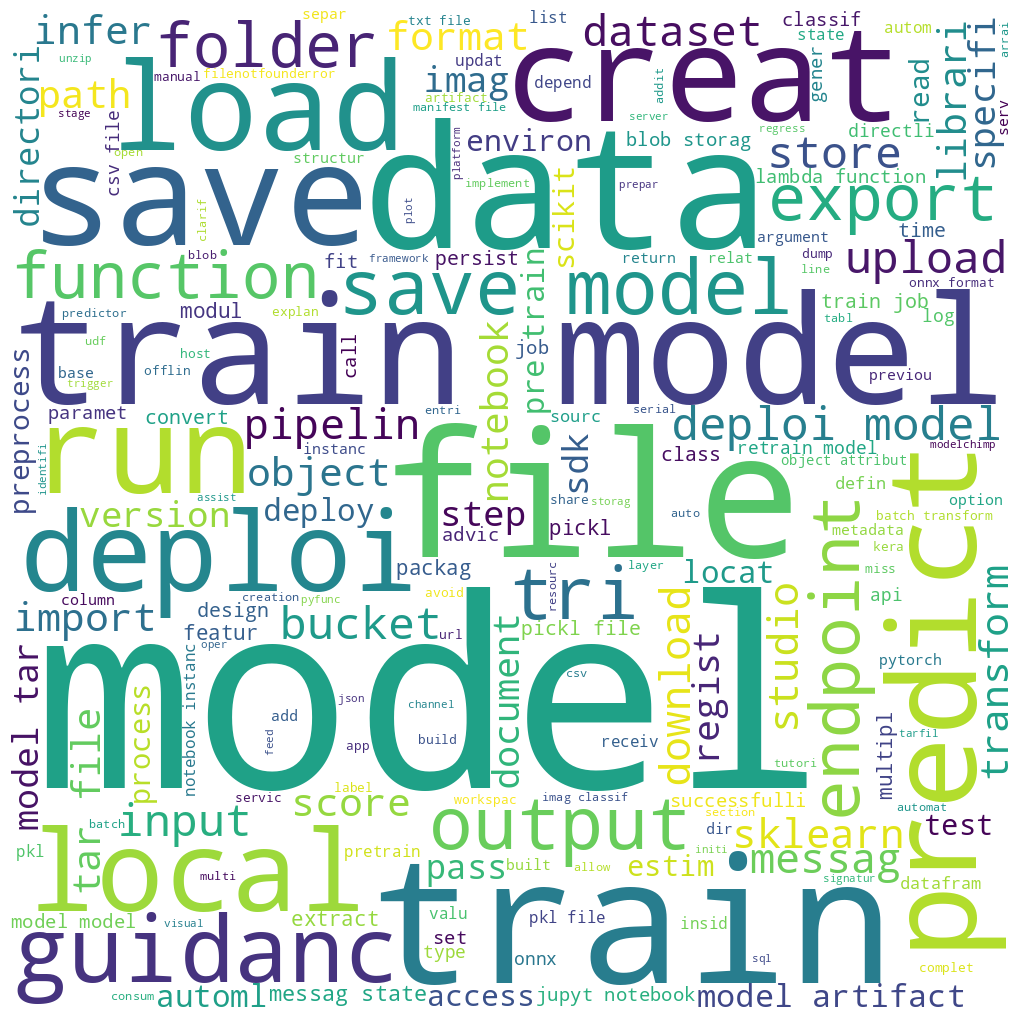 separ
txt file
list
classif
state
autom
infer
folder
format
dataset
creat
librari
arrai
unzip
manual
filenotfounderror
updat
imag
depend
gener
read
specifi
serv
path
load
artifact
manifest file
addit
server
stage
directori
csv file
open
structur
platform
environ
blob storag
regress
directli
store
save
data
implement
prepar
lambda function
export
clarif
plot
scikit
argument
time
blob
function
fit
framework
persist
return
relat
dump
line
upload
onnx format
save model
pretrain
predictor
modul
explan
train job
tabl
log
train model
udf
host
call
notebook
job
base
offlin
trigger
previou
preprocess
paramet
convert
pipelin
entri
sourc
serial
deploi model
modelchimp
run
instanc
sdk
class
retrain model
object attribut
identifi
object
file
assist
share
storag
defin
option
version
deploy
step
advic
pickl
auto
batch transform
metadata
kera
deploi
packag
layer
miss
endpoint
predict
column
creation
pyfunc
avoid
tri
resourc
locat
api
import
design
featur
oper
bucket
url
pickl file
download
regist
studio
transform
notebook instanc
document
pytorch
model tar
tar file
process
model
csv
json
channel
add
feed
app
build
receiv
multipl
tarfil
tutori
label
servic
workspac
imag classif
successfulli
section
automat
batch
input
score
output
dir
sklearn
test
pkl
local
multi
pretrain
pass
built
allow
estim
initi
messag
signatur
datafram
model model
visual
extract
valu
set
type
pkl file
onnx
insid
sql
train
complet
guidanc
consum
automl
messag state
access
jupyt notebook
model artifact